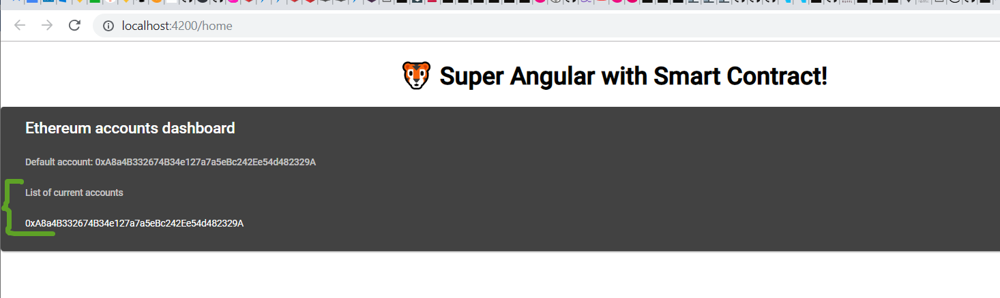 localhost:4200/home
Super Angular with Smart Contract!
Ethereum accounts dashboard
Default account: 0xA8a4B332674B34e127a7a5eBc242Ee54d482329A
List of current accounts
0xA8a4B332674B34e127a7a5eBc242Ee54d482329A